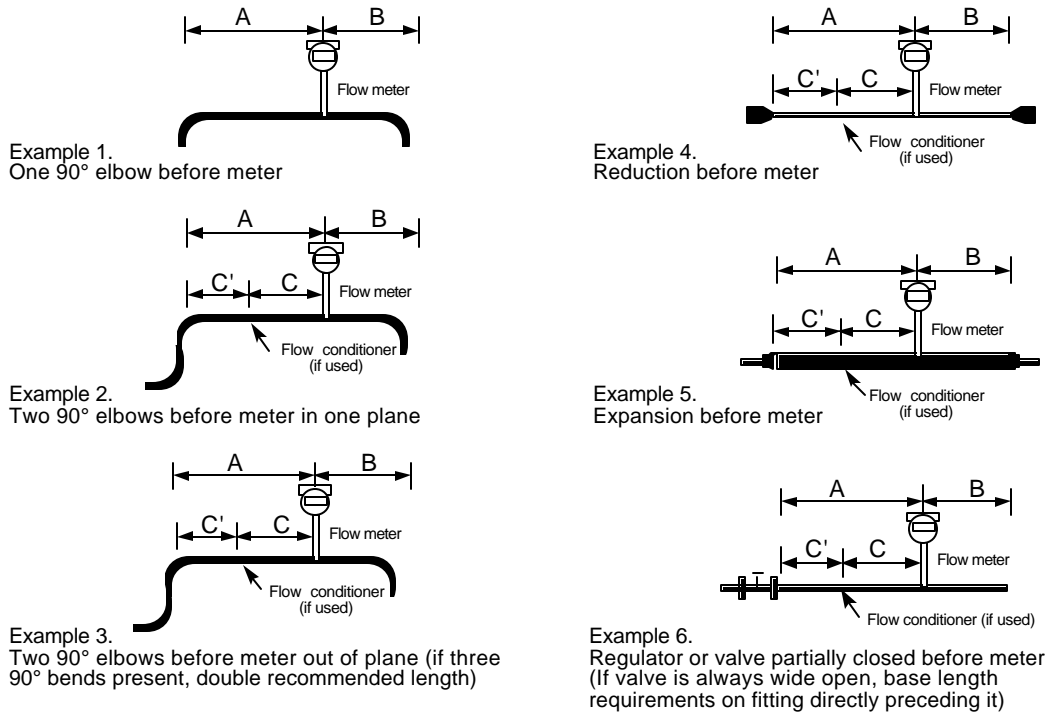 A B
Flow meter
Example 1.
One 90° elbow before meter
A B
C' C
Flow meter
Flow conditioner
(if used)
Example 2.
Two 90° elbows before meter in one plane
A B
C' C
Flow meter
Flow conditioner
(if used)
Example 3.
Two 90° elbows before meter out of plane (if three
90° bends present, double recommended length)
A B
C' C
Flow meter
Flow conditioner
(if used)
Example 4.
Reduction before meter
A B
C' C
Flow meter
Flow conditioner
(if used)
Example 5.
Expansion before meter
A B
C' C
Flow meter
Flow conditioner (if used)
Example 6.
Regulator or valve partially closed before meter
(If valve is always wide open, base length
requirements on fitting directly preceding it)